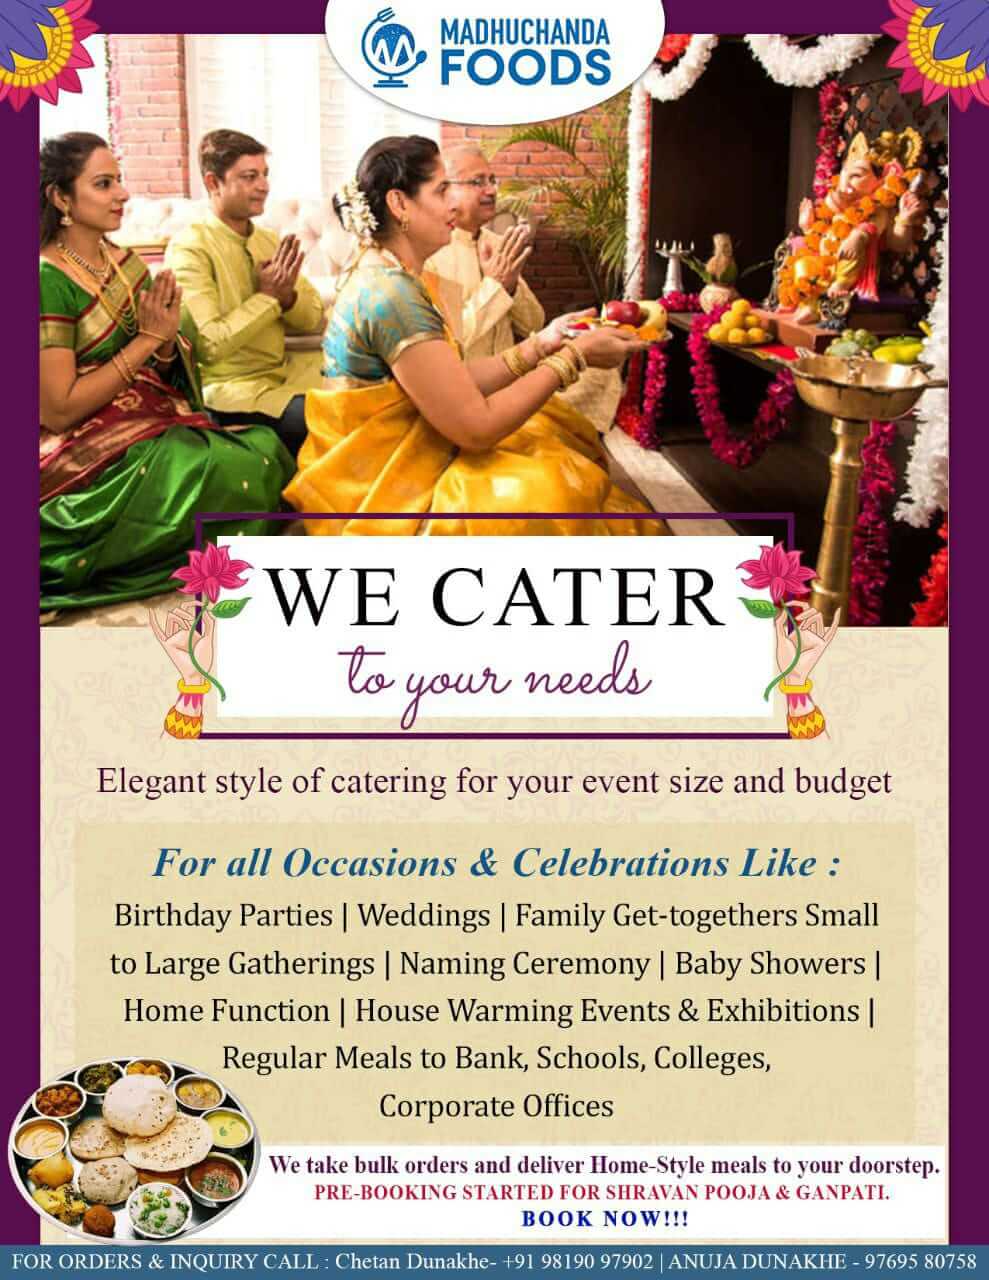 MADHUCHANDA
FOODS
WE CATER
to your needs
Elegant style of catering for your event size and budget
For all Occasions & Celebrations Like :
Birthday Parties | Weddings | Family Get-togethers Small
to Large Gatherings | Naming Ceremony | Baby Showers |
Home Function | House Warming Events & Exhibitions |
Regular Meals to Bank, Schools, Colleges,
Corporate Offices
We take bulk orders and deliver Home-Style meals to your doorstep.
PRE-BOOKING STARTED FOR SHRAVAN POOJA & GANPATI.
BOOK NOW!!!
FOR ORDERS & INQUIRY CALL : Chetan Dunakhe- +91 98190 97902 | ANUJA DUNAKHE - 97695 80758